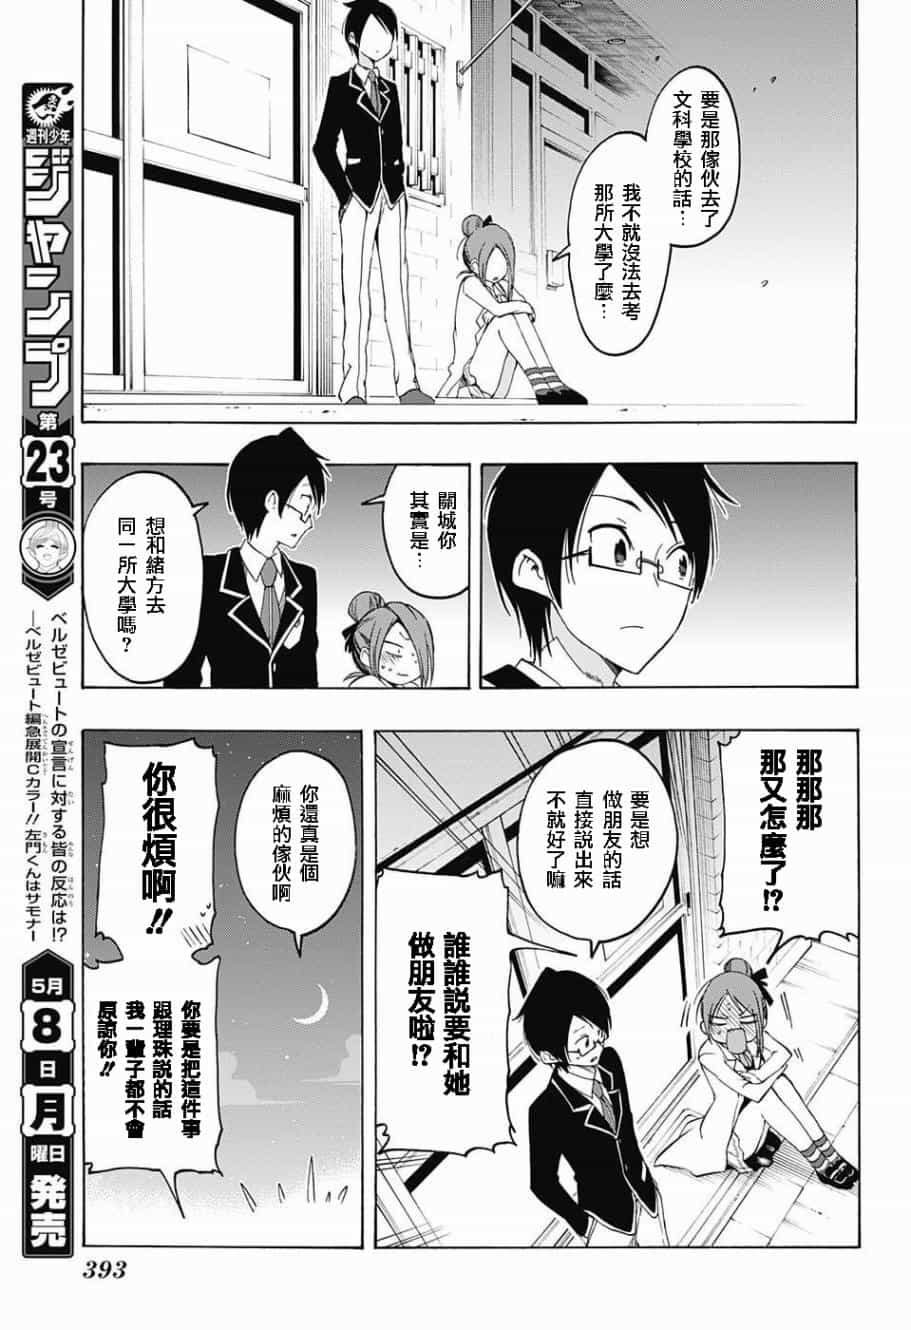 要是那傢伙去了
文科學校的話…
我不就沒法去考
那所大學了麼…
關城你
其實是…
想和緒方去
同一所大學嗎？
那那那
那又怎麼了!?
要是想
做朋友的話
直接説出來
不就好了嘛
誰誰説要和她
做朋友啦!?
你還真是個
麻煩的傢伙啊
你很煩啊!!
你要是把這件事
跟理珠説的話
我一輩子都不會
原諒你!!
週刊少年
ジャンプ
第
23
号
ベルゼビュートの宣言に対する皆の反応は!?
―ベルゼビュート編急展開Cカラー!! 左門くんはサモナー
5月
8
日
月
曜日
発売
393